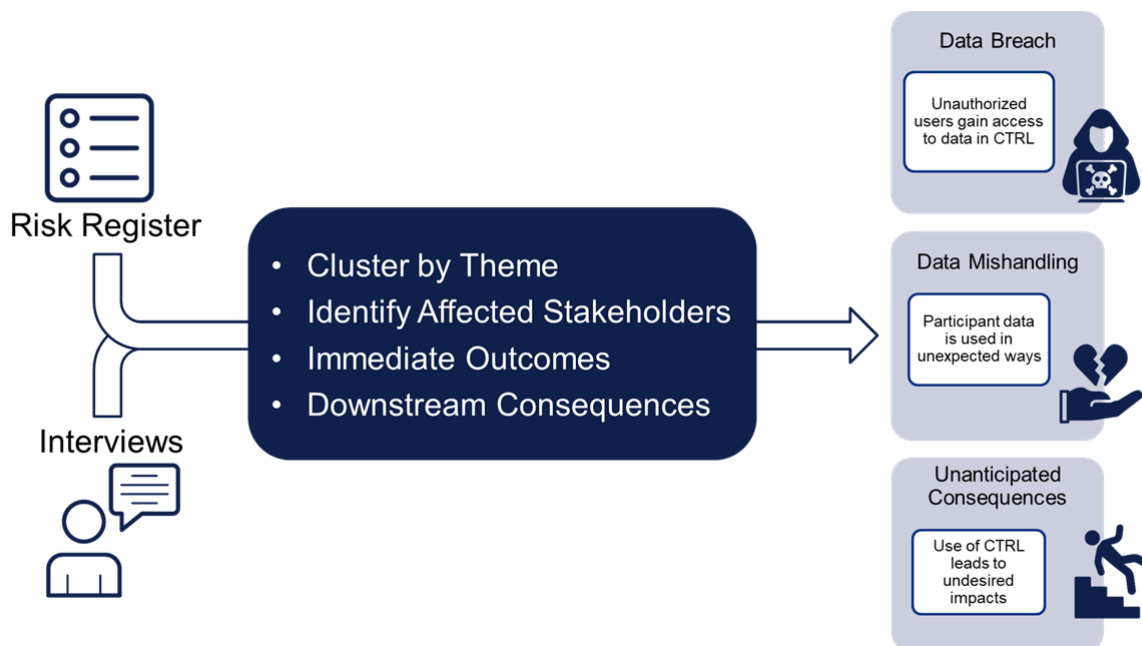 Risk Register
Interviews
• Cluster by Theme
• Identify Affected Stakeholders
• Immediate Outcomes
• Downstream Consequences
Data Breach
Unauthorized
users gain access
to data in CTRL
Data Mishandling
Participant data
is used in
unexpected ways
Unanticipated
Consequences
Use of CTRL
leads to
undesired
impacts